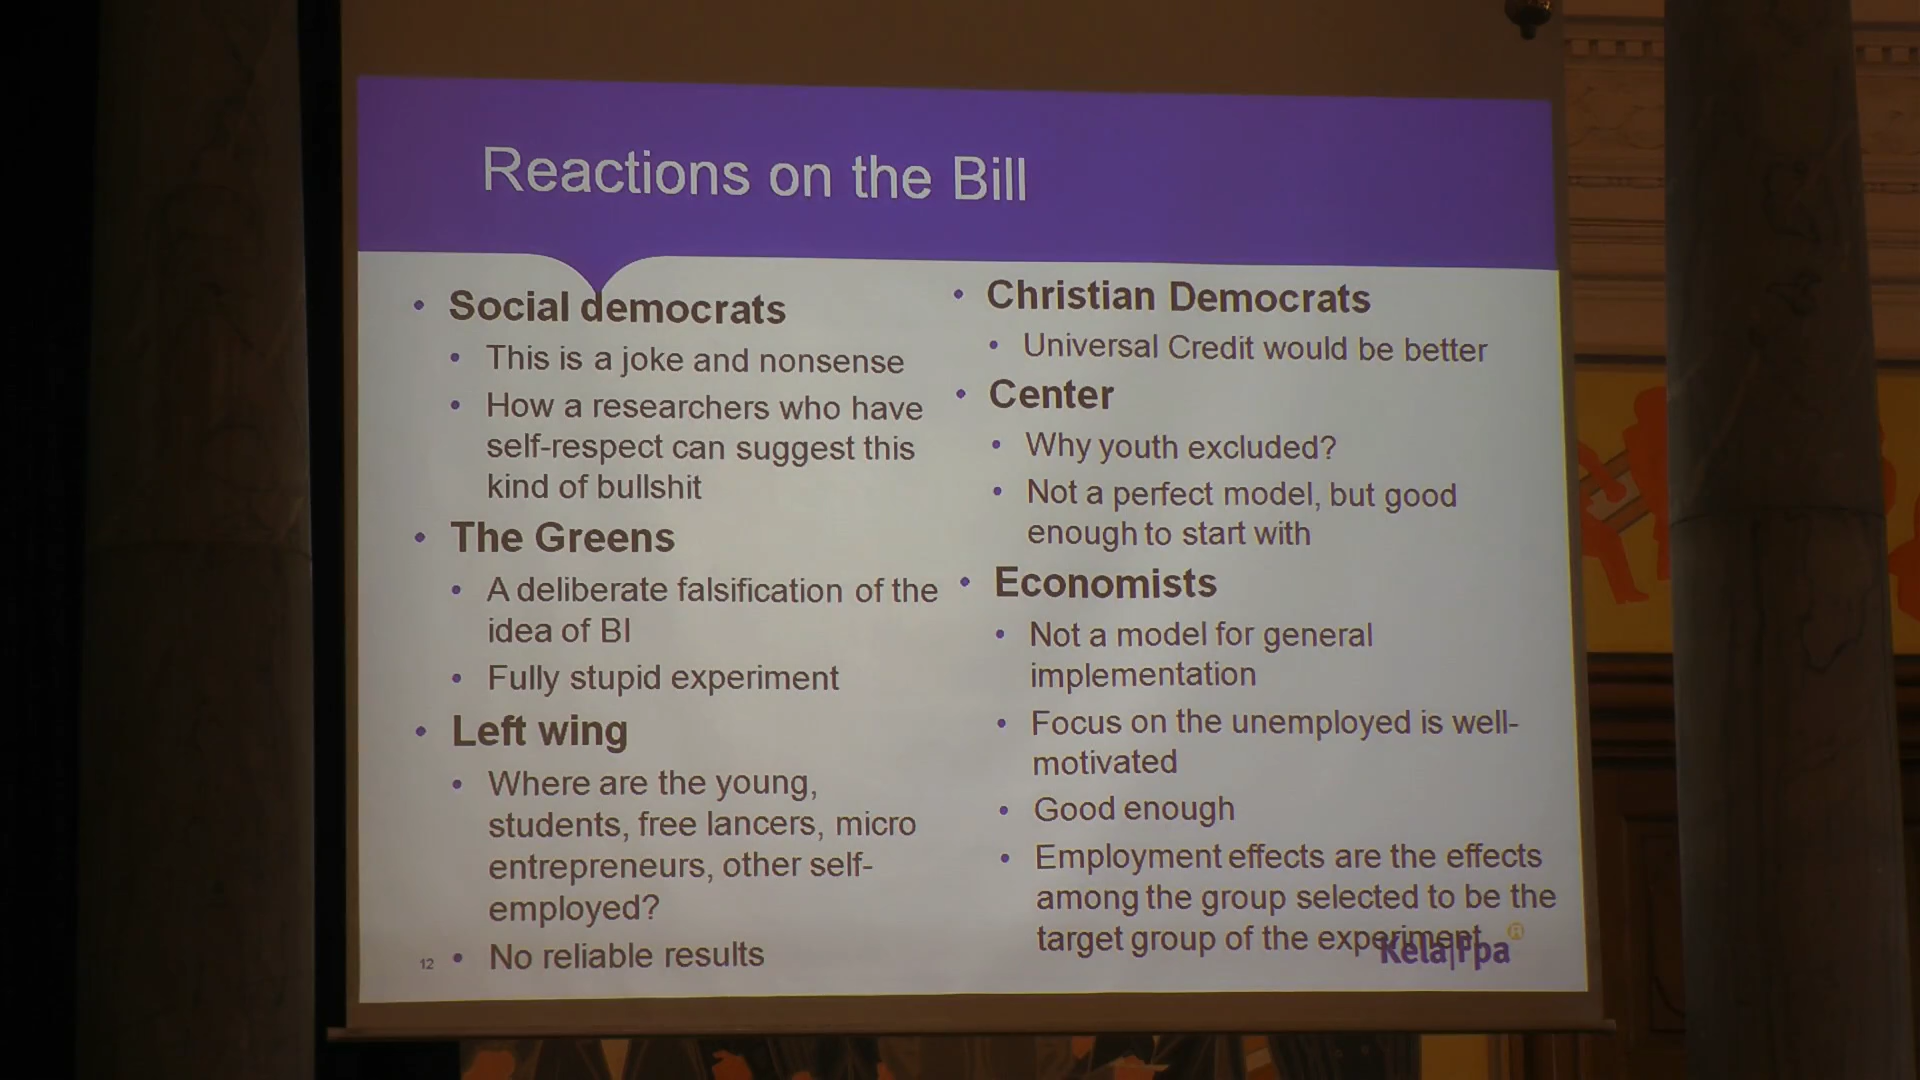 Reactions on the Bill
• Social democrats
• This is a joke and nonsense
• How a researchers who have
self-respect can suggest this
kind of bullshit
• The Greens
• A deliberate falsification of the
idea of BI
• Fully stupid experiment
• Left wing
• Where are the young,
students, free lancers, micro
entrepreneurs, other self-
employed?
• No reliable results
12
• Christian Democrats
• Universal Credit would be better
• Center
• Why youth excluded?
• Not a perfect model, but good
enough to start with
• Economists
• Not a model for general
implementation
• Focus on the unemployed is well-
motivated
• Good enough
• Employment effects are the effects
among the group selected to be the
target group of the experiment
Kela|Fpa